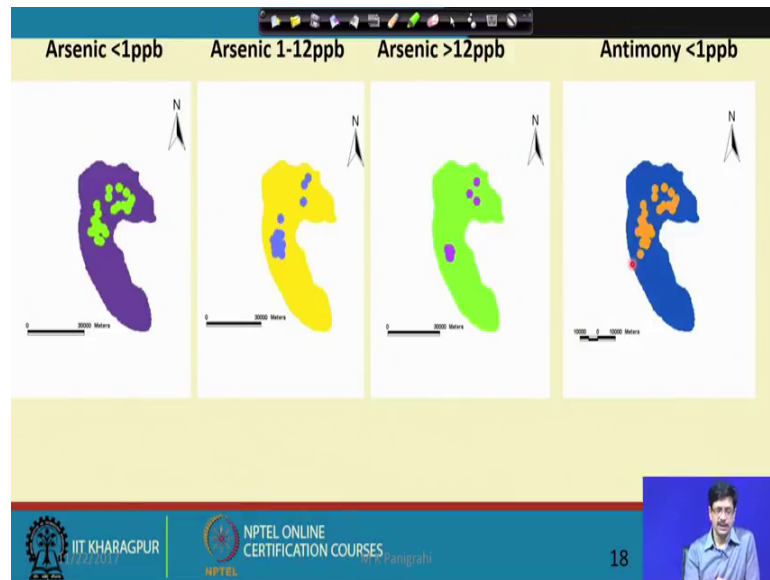 Arsenic <1ppb
Arsenic 1-12ppb
Arsenic >12ppb
Antimony <1ppb
N
N
N
N
0 30000 Meters
0 30000 Meters
0 30000 Meters
10000 0 10000 Meters
IIT KHARAGPUR
NPTEL
NPTEL ONLINE
CERTIFICATION COURSES
Panigrahi
18